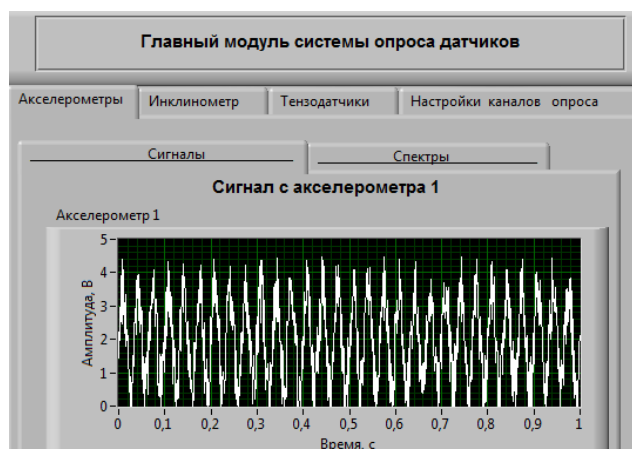 Главный модуль системы опроса датчиков
Акселерометры Инклинометр Тензодатчики Настройки каналов опроса
Сигналы Спектры
Сигнал с акселерометра 1
Акселерометр 1
Амплитуда, В
5
4
3
2
1
0
0 0,1 0,2 0,3 0,4 0,5 0,6 0,7 0,8 0,9 1
Время, с